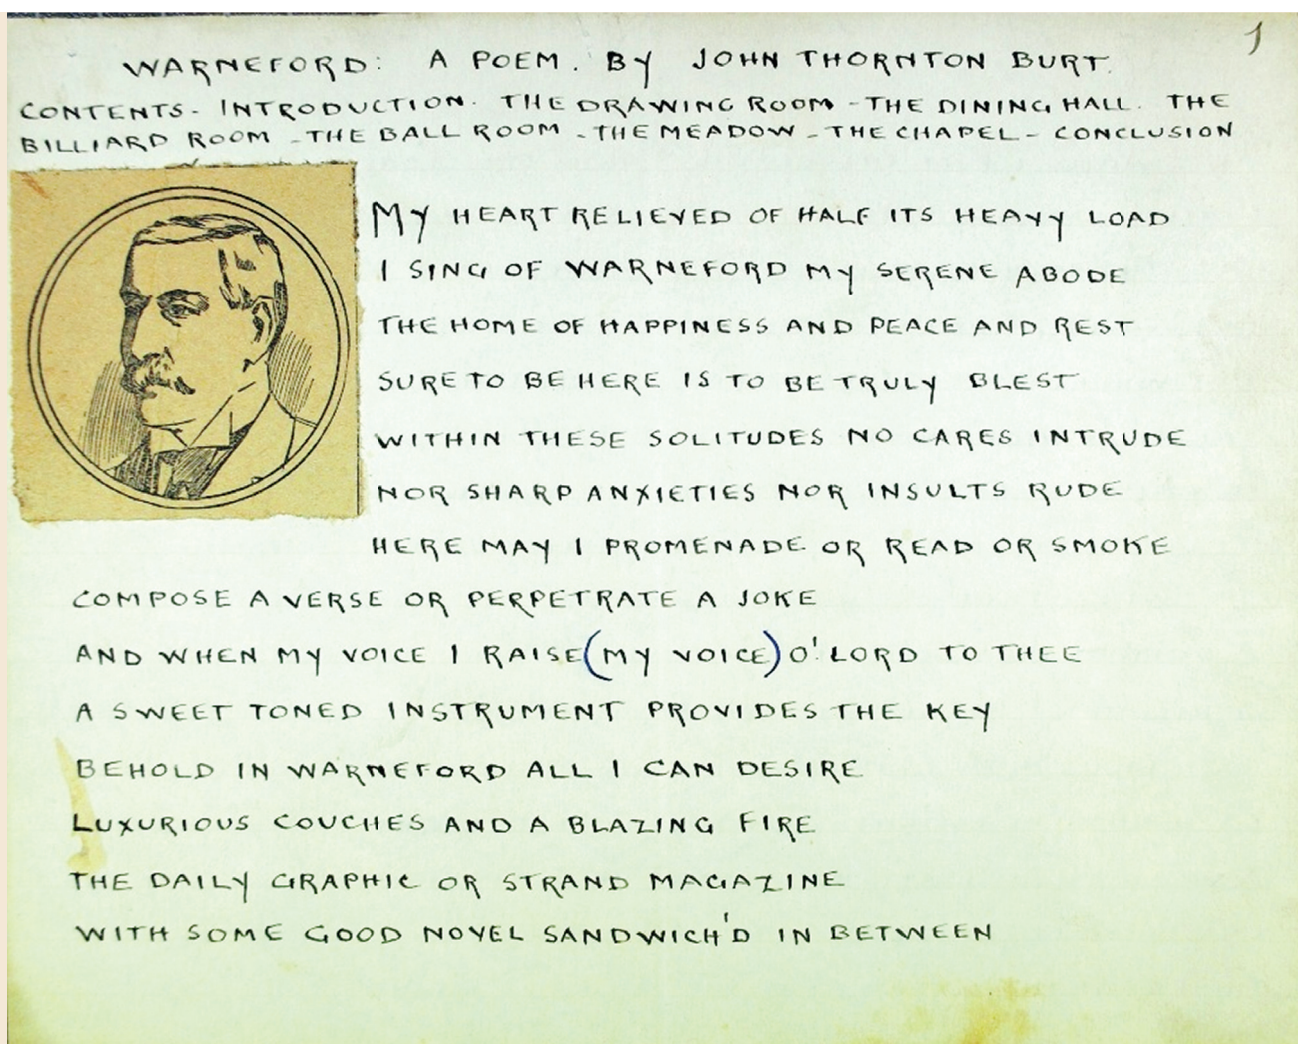 1
WARNEFORD: A POEM. BY JOHN THORNTON BURT.
CONTENTS- INTRODUCTION. THE DRAWING ROOM - THE DINING HALL. THE
BILLIARD ROOM - THE BALL ROOM - THE MEADOW - THE CHAPEL - CONCLUSION
MY HEART RELIEVED OF HALF ITS HEAVY LOAD
I SING OF WARNEFORD MY SERENE ABODE
THE HOME OF HAPPINESS AND PEACE AND REST
SURE TO BE HERE IS TO BE TRULY BLEST
WITHIN THESE SOLITUDES NO CARES INTRUDE
NOR SHARP ANXIETIES NOR INSULTS RUDE
HERE MAY I PROMENADE OR READ OR SMOKE
COMPOSE A VERSE OR PERPETRATE A JOKE
AND WHEN MY VOICE I RAISE (MY VOICE) O! LORD TO THEE
A SWEET TONED INSTRUMENT PROVIDES THE KEY
BEHOLD IN WARNEFORD ALL I CAN DESIRE
LUXURIOUS COUCHES AND A BLAZING FIRE
THE DAILY GRAPHIC OR STRAND MAGAZINE
WITH SOME GOOD NOVEL SANDWICH'D IN BETWEEN